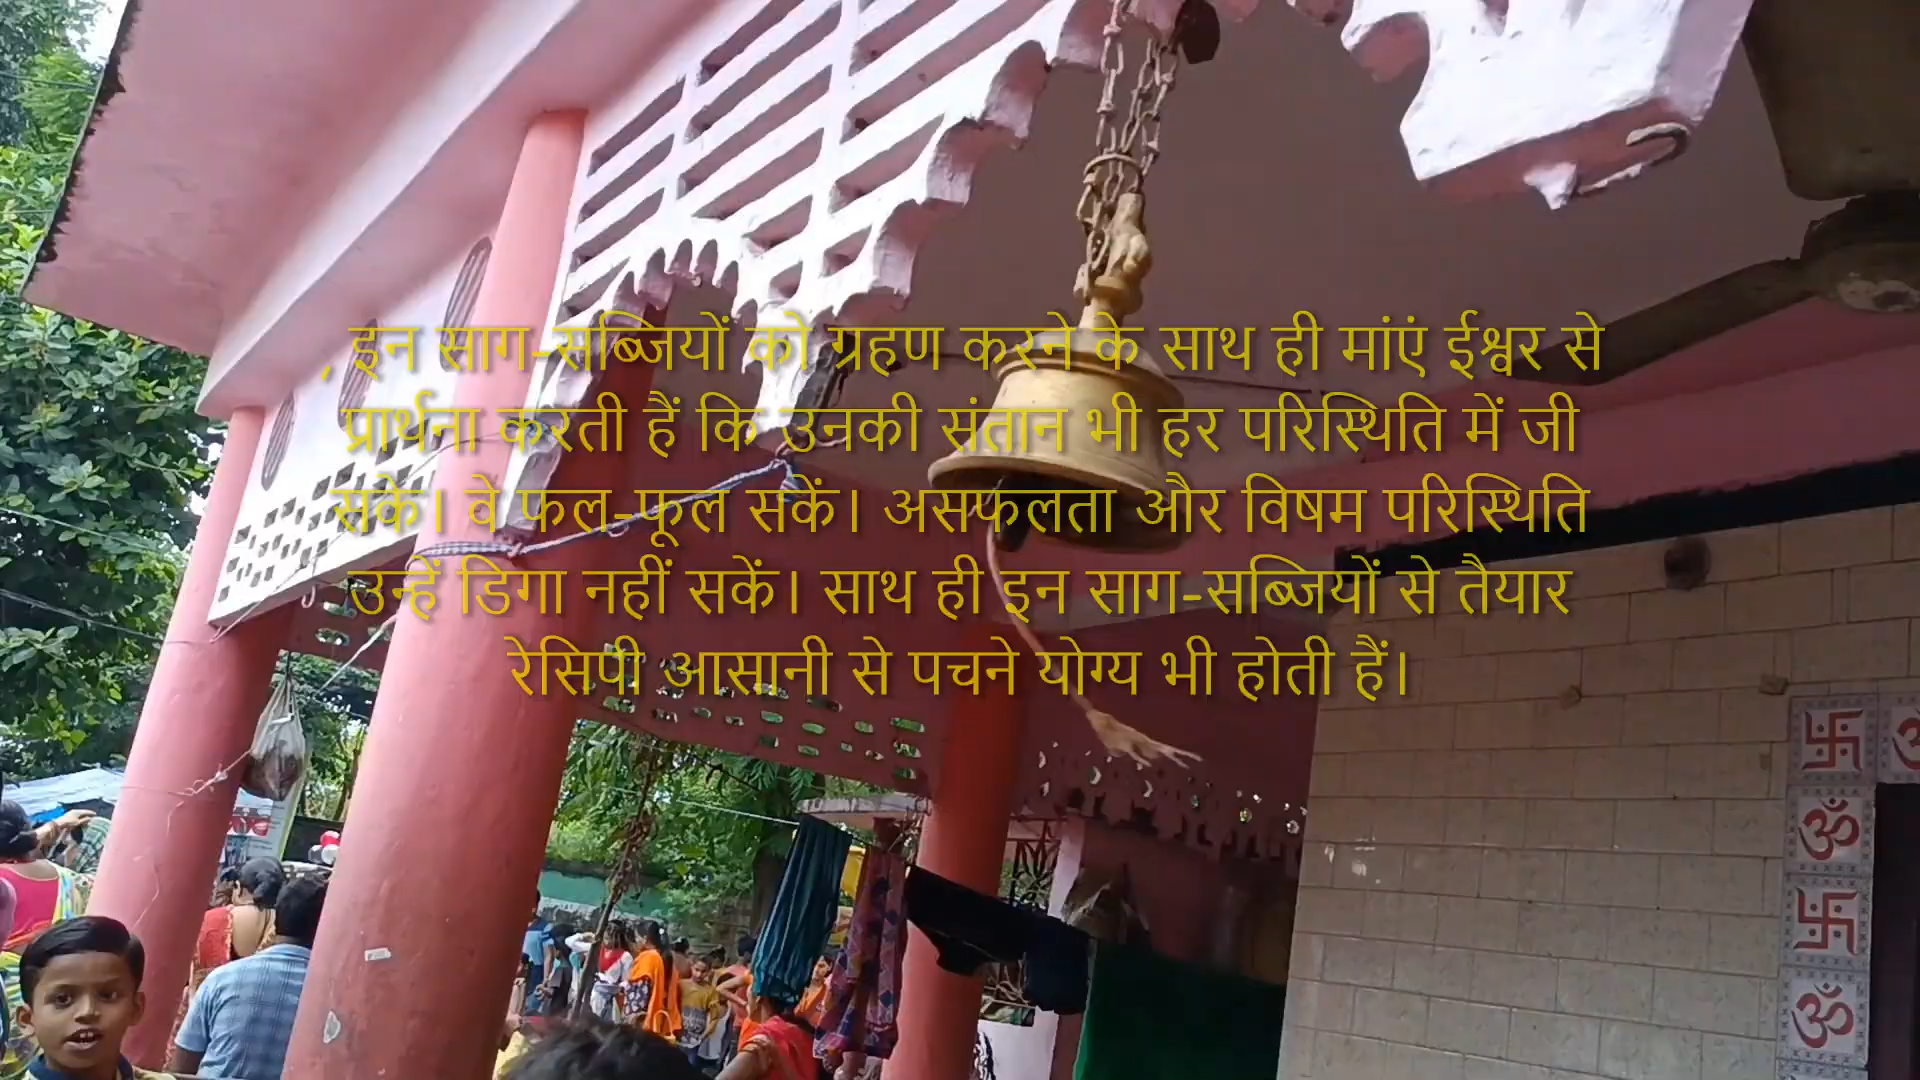 , इन साग-सब्जियों को ग्रहण करने के साथ ही मांएं ईश्वर से
प्रार्थना करती हैं कि उनकी संतान भी हर परिस्थिति में जी
सके। वे फल-फूल सकें। असफलता और विषम परिस्थिति
उन्हें डिगा नहीं सकें। साथ ही इन साग-सब्जियों से तैयार
रेसिपी आसानी से पचने योग्य भी होती हैं।
ॐ
ॐ
ॐ